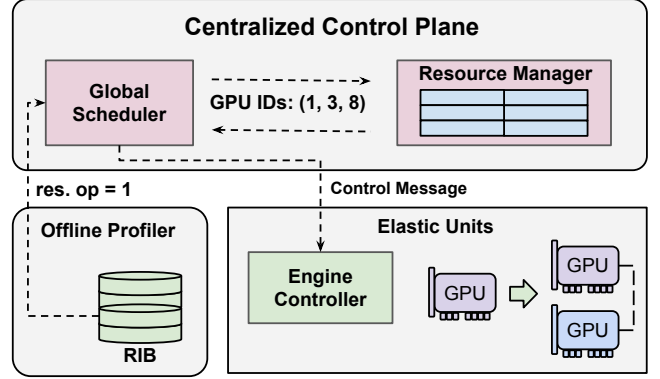 Centralized Control Plane
Global
Scheduler
GPU IDs: (1, 3, 8)
Resource Manager
res. op = 1
Control Message
Offline Profiler
RIB
Elastic Units
Engine
Controller
GPU
GPU
GPU